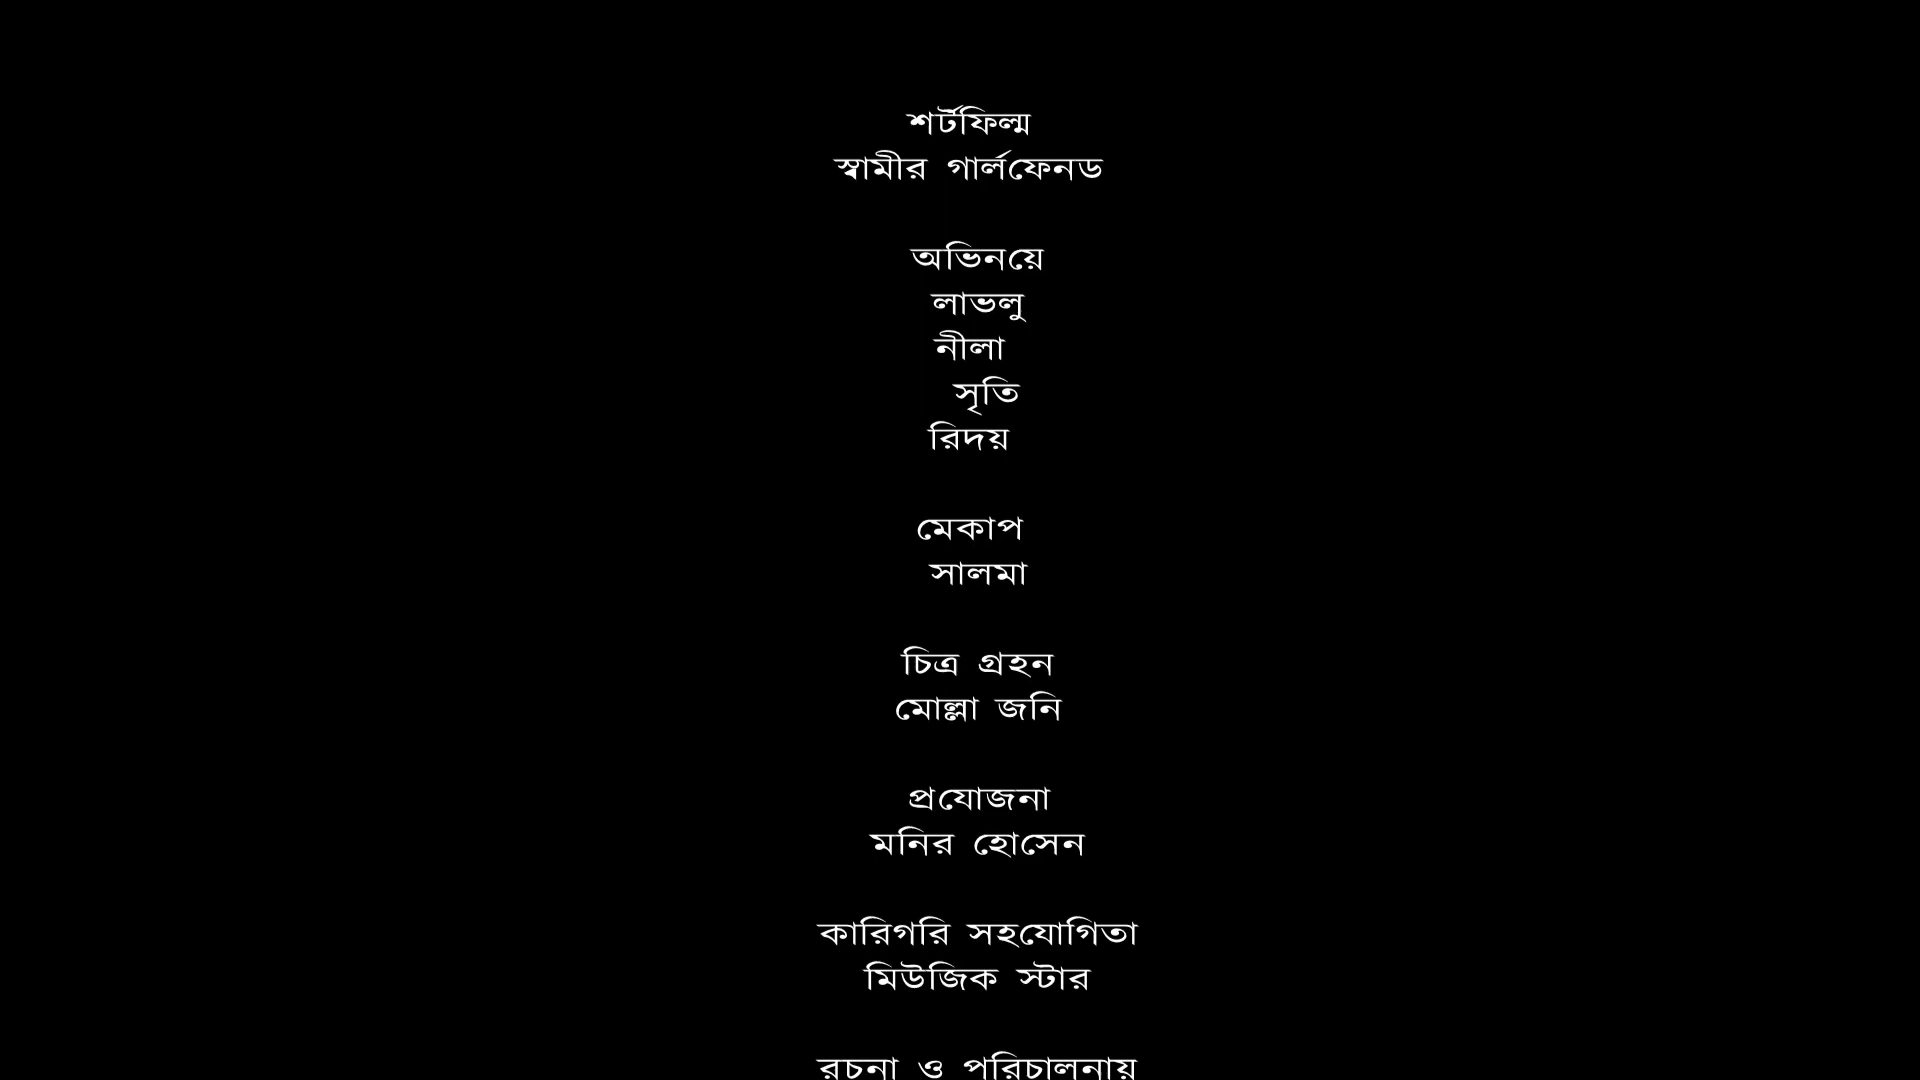 শর্টফিল্ম
স্বামীর গার্লফেনড
অভিনয়ে
লাভলু
নীলা
সৃতি
রিদয়
মেকাপ
সালমা
চিত্র গ্রহন
মোল্লা জনি
প্রযোজনা
মনির হোসেন
কারিগরি সহযোগিতা
মিউজিক স্টার
রচনা ও পরিচালনায়